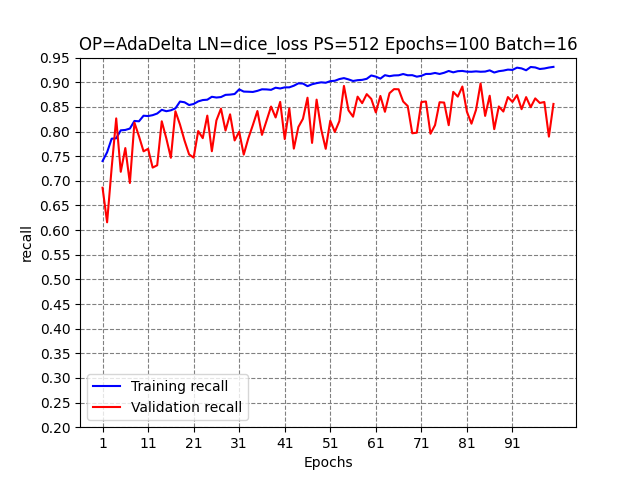 OP=AdaDelta LN=dice_loss PS=512 Epochs=100 Batch=16
0.95
0.90
0.85
0.80
0.75
0.70
0.65
0.60
0.55
0.50
0.45
0.40
0.35
0.30
0.25
0.20
recall
Training recall
Validation recall
1 11 21 31 41 51 61 71 81 91
Epochs